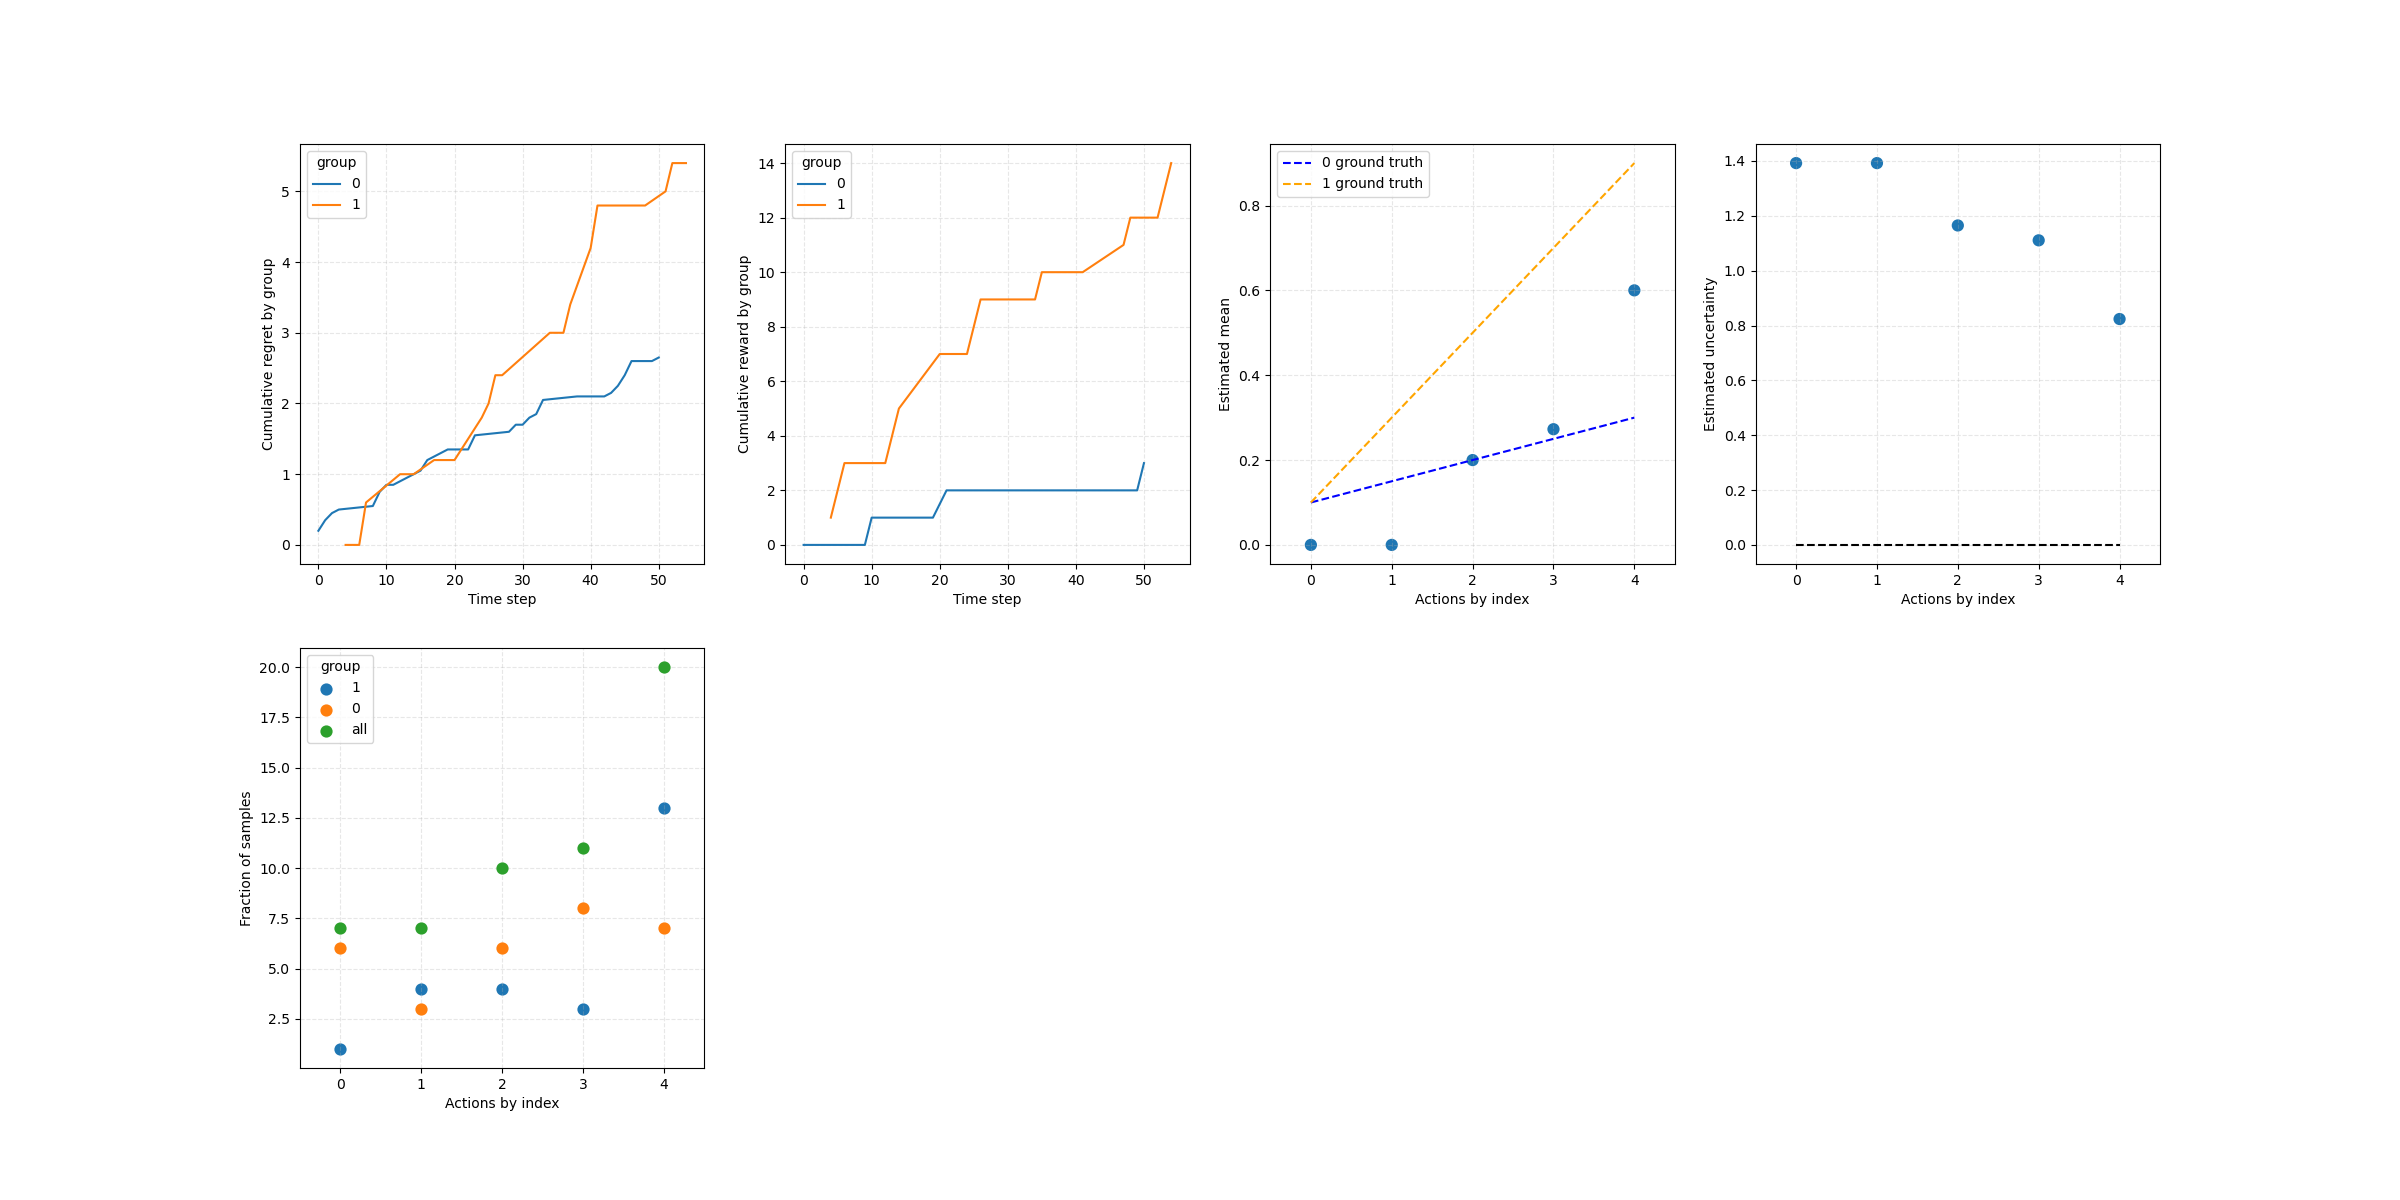 group
0
1
Cumulative regret by group
0
1
2
3
4
5
0 10 20 30 40 50
Time step
group
0
1
Cumulative reward by group
14
12
10
8
6
4
2
0
0 10 20 30 40 50
Time step
0 ground truth
1 ground truth
Estimated mean
0.8
0.6
0.4
0.2
0.0
0 1 2 3 4
Actions by index
Estimated uncertainty
1.4
1.2
1.0
0.8
0.6
0.4
0.2
0.0
0 1 2 3 4
Actions by index
group
1
0
all
Fraction of samples
20.0
17.5
15.0
12.5
10.0
7.5
5.0
2.5
0 1 2 3 4
Actions by index